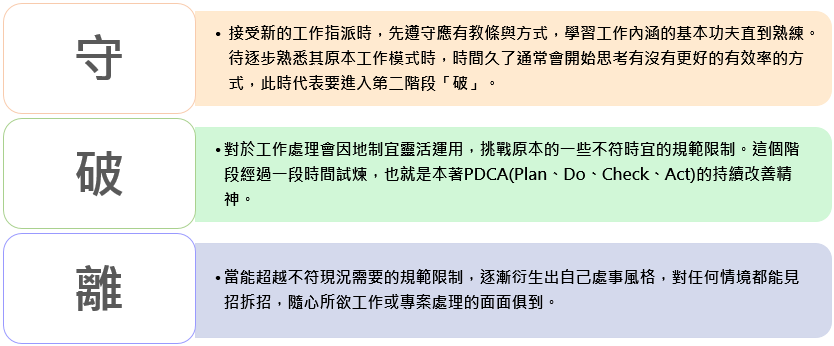 守
• 接受新的工作指派時，先遵守應有教條與方式，學習工作內涵的基本功夫直到熟練。
待逐步熟悉其原本工作模式時，時間久了通常會開始思考有沒有更好的有效率的方
式，此時代表要進入第二階段「破」。
破
• 對於工作處理會因地制宜靈活運用，挑戰原本的一些不符時宜的規範限制。這個階
段經過一段時間試煉，也就是本著PDCA(Plan、Do、Check、Act)的持續改善精
神。
離
• 當能超越不符現況需要的規範限制，逐漸衍生出自己處事風格，對任何情境都能見
招拆招，隨心所欲工作或專案處理的面面俱到。